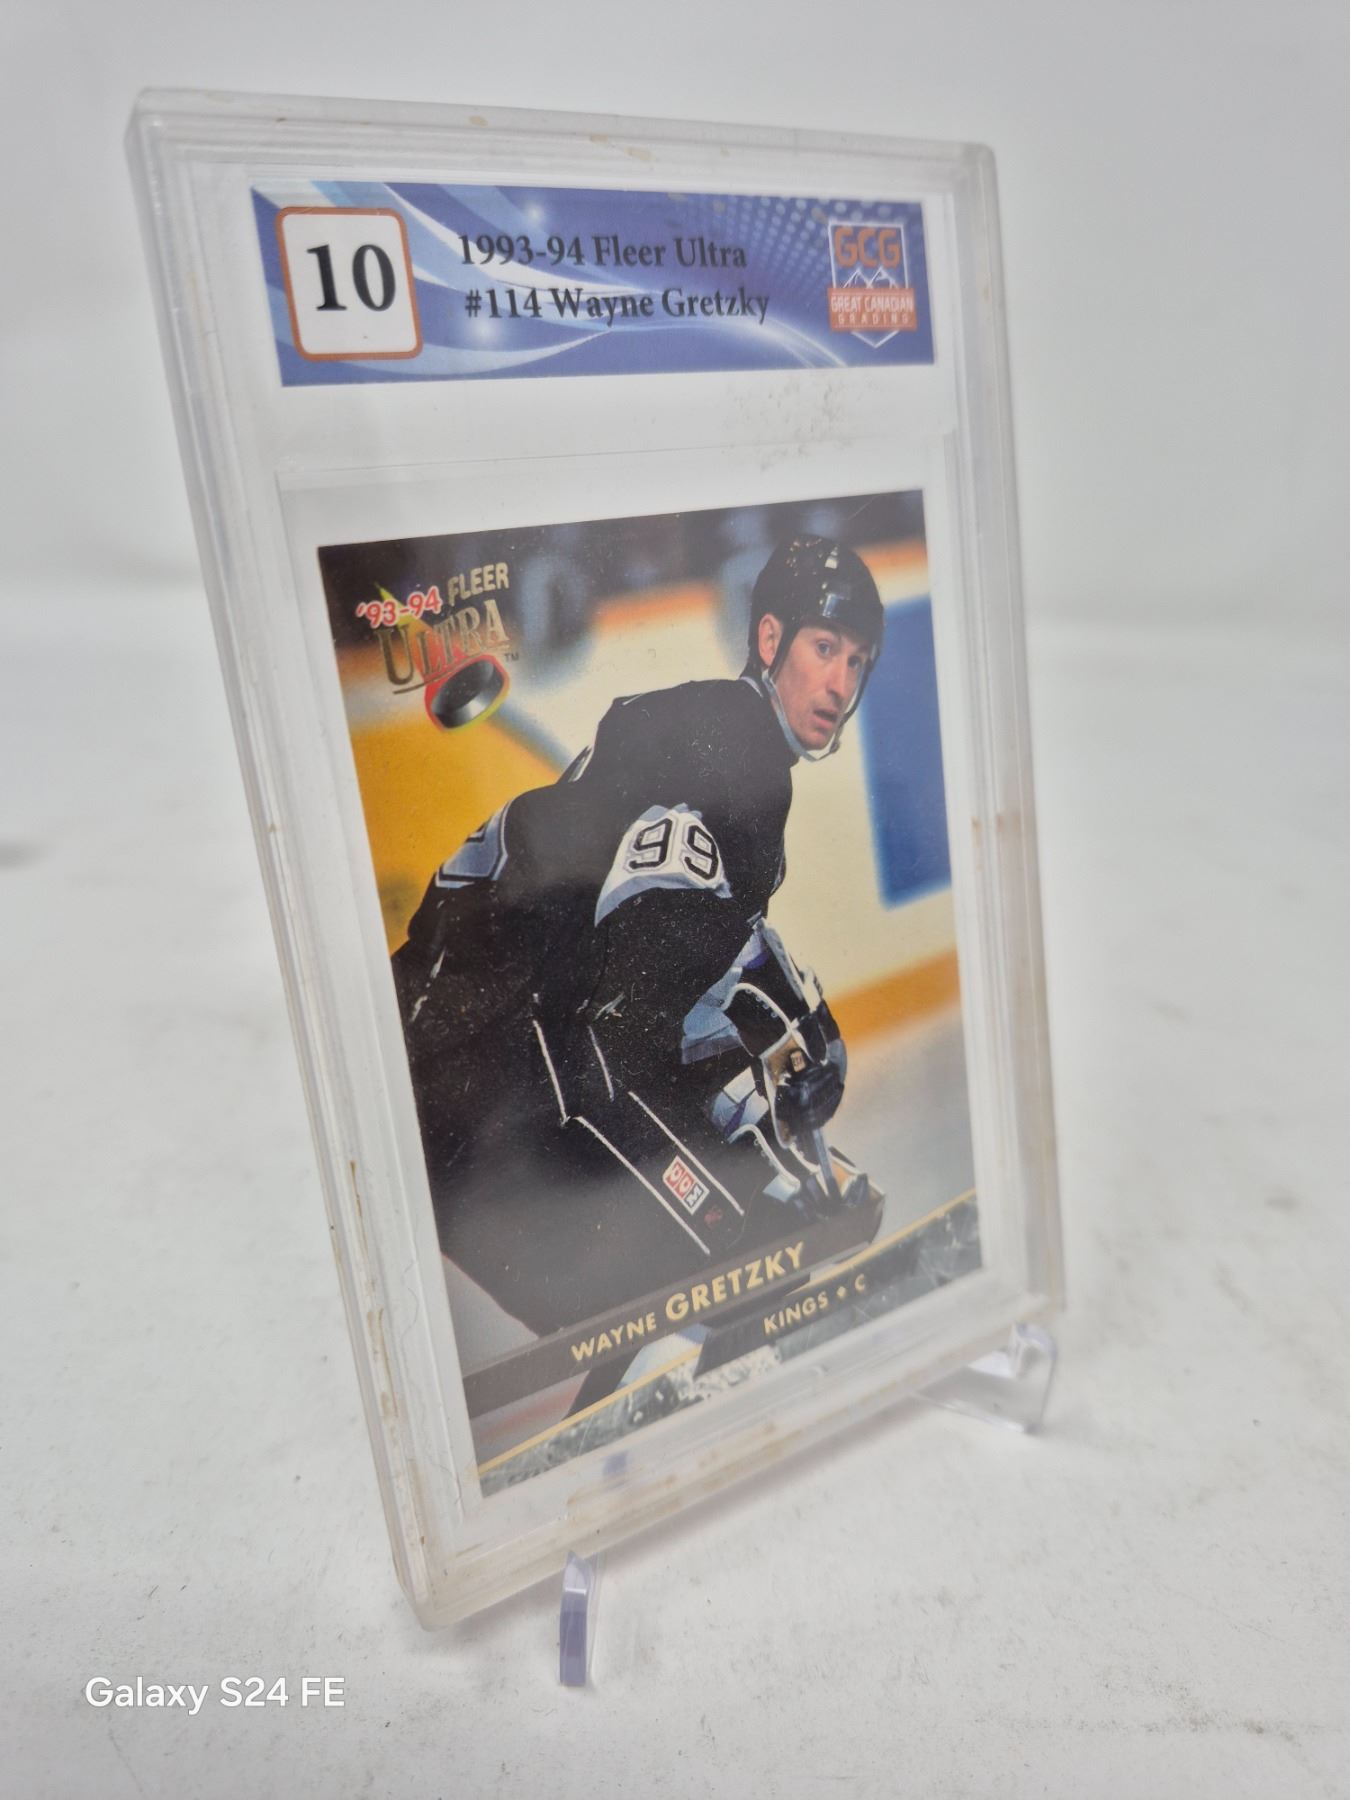 10
1993-94 Fleer Ultra
#114 Wayne Gretzky
GCG
GREAT CANADIAN
GRADING
'93-94 FLEER
ULTRA™
99
CCM
WAYNE GRETZKY
KINGS • C
Galaxy S24 FE